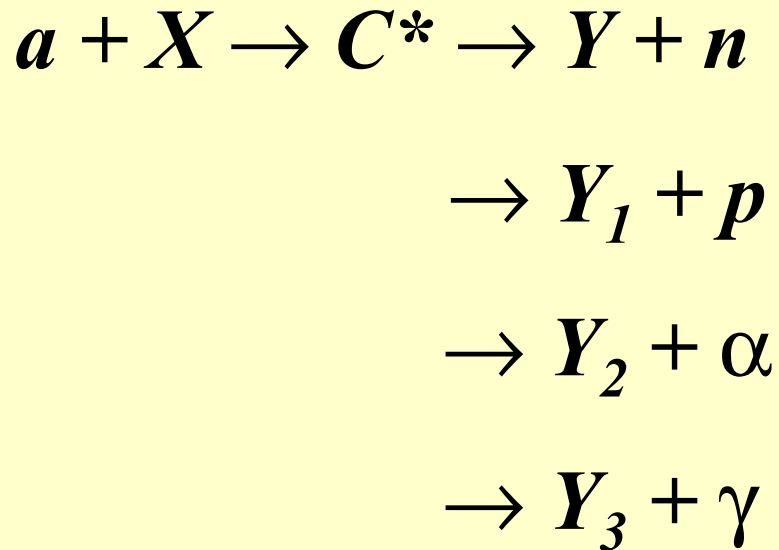 a + X → C* → Y + n
→ Y₁ + p
→ Y₂ + α
→ Y₃ + γ